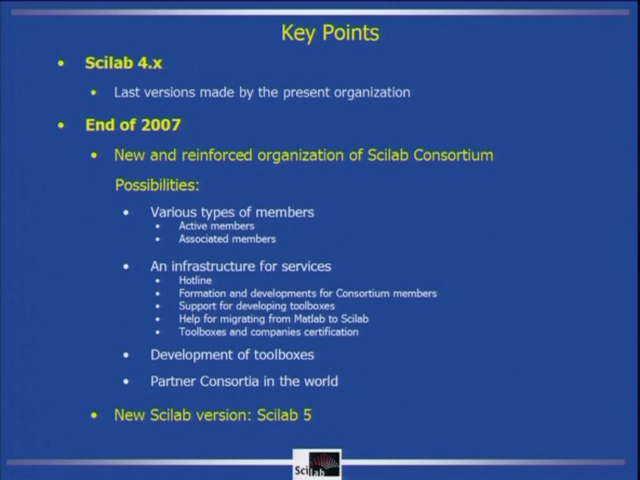 Key Points
• Scilab 4.x
• Last versions made by the present organization
• End of 2007
• New and reinforced organization of Scilab Consortium
Possibilities:
• Various types of members
• Active members
• Associated members
• An infrastructure for services
• Hotline
• Formation and developments for Consortium members
• Support for developing toolboxes
• Help for migrating from Matlab to Scilab
• Toolboxes and companies certification
• Development of toolboxes
• Partner Consortia in the world
• New Scilab version: Scilab 5
Scilab